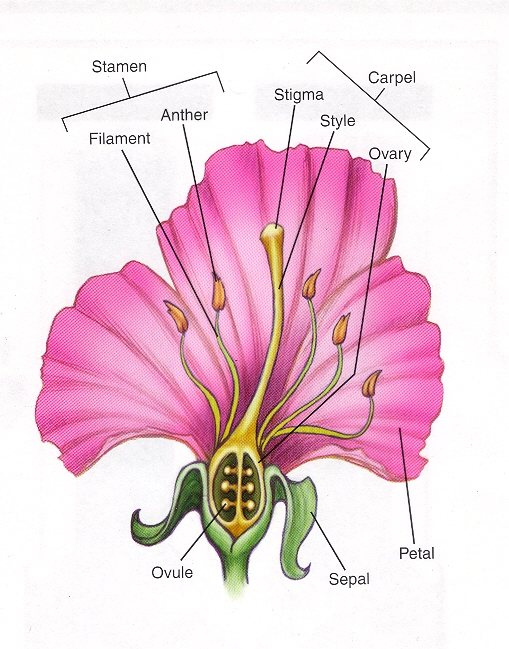 Stamen
Carpel
Stigma
Anther
Style
Filament
Ovary
Petal
Ovule
Sepal